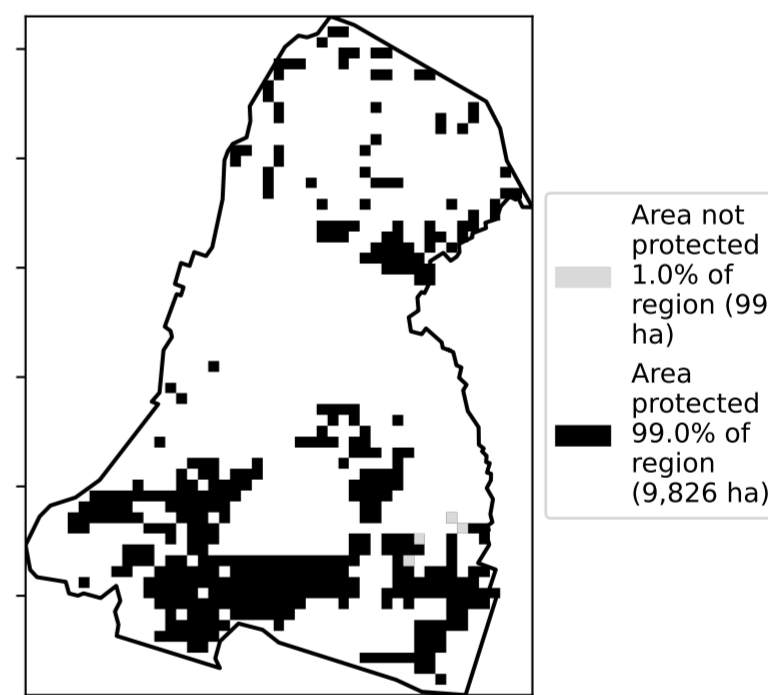 Area not
protected
1.0% of
region (99
ha)
Area
protected
99.0% of
region
(9,826 ha)